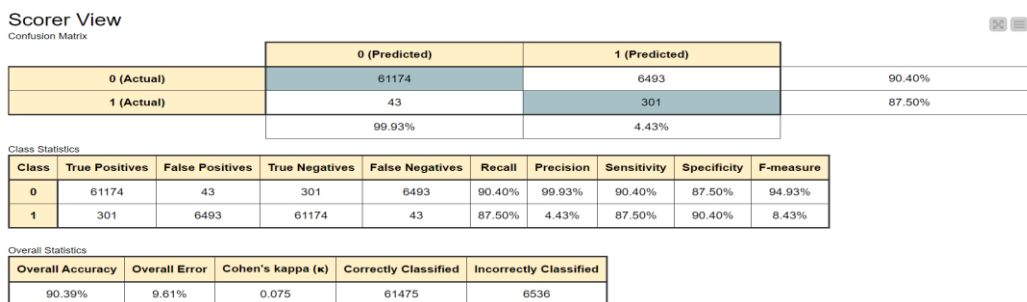 Scorer View
Confusion Matrix
0 (Predicted) 1 (Predicted)
0 (Actual) 61174 6493 90.40%
1 (Actual) 43 301 87.50%
99.93% 4.43%
Class Statistics
Class True Positives False Positives True Negatives False Negatives Recall Precision Sensitivity Specificity F-measure
0 61174 43 301 6493 90.40% 99.93% 90.40% 87.50% 94.93%
1 301 6493 61174 43 87.50% 4.43% 87.50% 90.40% 8.43%
Overall Statistics
Overall Accuracy Overall Error Cohen's kappa (κ) Correctly Classified Incorrectly Classified
90.39% 9.61% 0.075 61475 6536